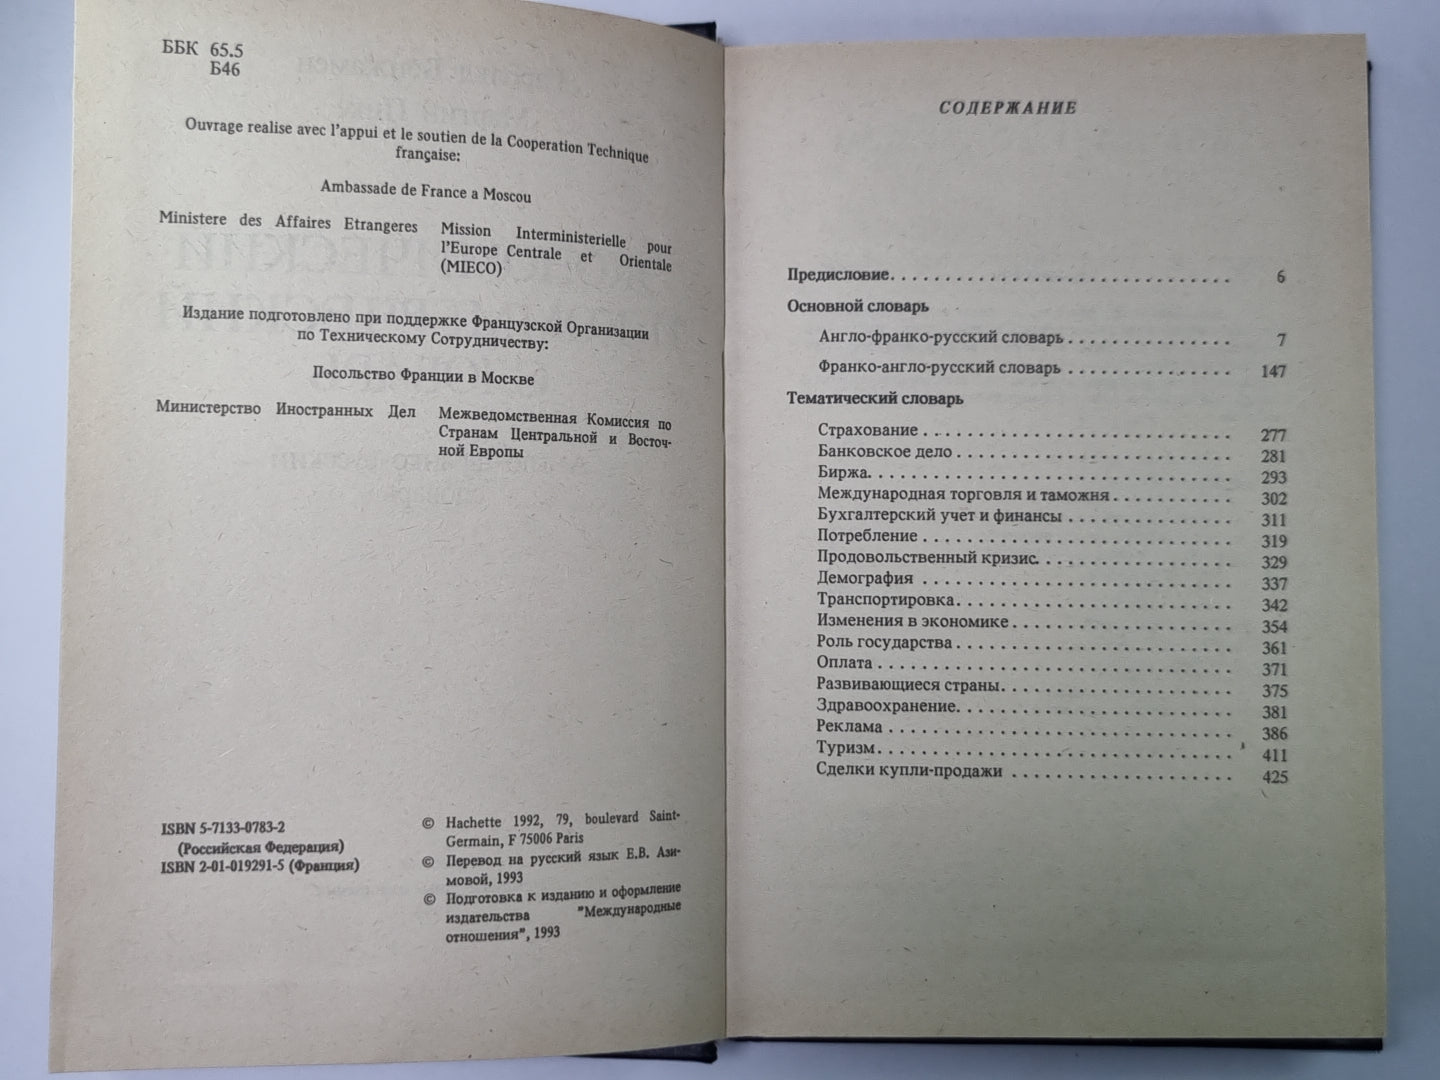 ББК 65.5
Б46
Ouvrage realise avec l'appui et le soutien de la Cooperation Technique
française:
Ambassade de France a Moscou
Ministere des Affaires Etrangeres
Mission Interministerielle pour
l'Europe Centrale et Orientale
(MIECO)
Издание подготовлено при поддержке Французской Организации
по Техническому Сотрудничеству:
Посольство Франции в Москве
Министерство Иностранных Дел
Межведомственная Комиссия по
Странам Центральной и Восточ-
ной Европы
ISBN 5-7133-0783-2
(Российская Федерация)
ISBN 2-01-019291-5 (Франция)
© Hachette 1992, 79, boulevard Saint-
Germain, F 75006 Paris
© Перевод на русский язык Е.В. Ази-
мовой, 1993
© Подготовка к изданию и оформление
издательства "Международные
отношения", 1993
СОДЕРЖАНИЕ
Предисловие. . . . . . . . . . . . . . . . . . . . . . . . . . . . . . . 6
Основной словарь
Англо-франко-русский словарь . . . . . . . . . . . . . . . 7
Франко-англо-русский словарь . . . . . . . . . . . . . . . 147
Тематический словарь
Страхование . . . . . . . . . . . . . . . . . . . . . . . . . . . . 277
Банковское дело . . . . . . . . . . . . . . . . . . . . . . . . . 281
Биржа. . . . . . . . . . . . . . . . . . . . . . . . . . . . . . . . . 293
Международная торговля и таможня . . . . . . . . . . . 302
Бухгалтерский учет и финансы . . . . . . . . . . . . . . . 311
Потребление . . . . . . . . . . . . . . . . . . . . . . . . . . . . 319
Продовольственный кризис. . . . . . . . . . . . . . . . . . 329
Демография . . . . . . . . . . . . . . . . . . . . . . . . . . . . 337
Транспортировка. . . . . . . . . . . . . . . . . . . . . . . . . 342
Изменения в экономике . . . . . . . . . . . . . . . . . . . . 354
Роль государства . . . . . . . . . . . . . . . . . . . . . . . . . 361
Оплата . . . . . . . . . . . . . . . . . . . . . . . . . . . . . . . . 371
Развивающиеся страны. . . . . . . . . . . . . . . . . . . . . 375
Здравоохранение. . . . . . . . . . . . . . . . . . . . . . . . . 381
Реклама . . . . . . . . . . . . . . . . . . . . . . . . . . . . . . . 386
Туризм. . . . . . . . . . . . . . . . . . . . . . . . . . . . . . . . 411
Сделки купли-продажи . . . . . . . . . . . . . . . . . . . . 425